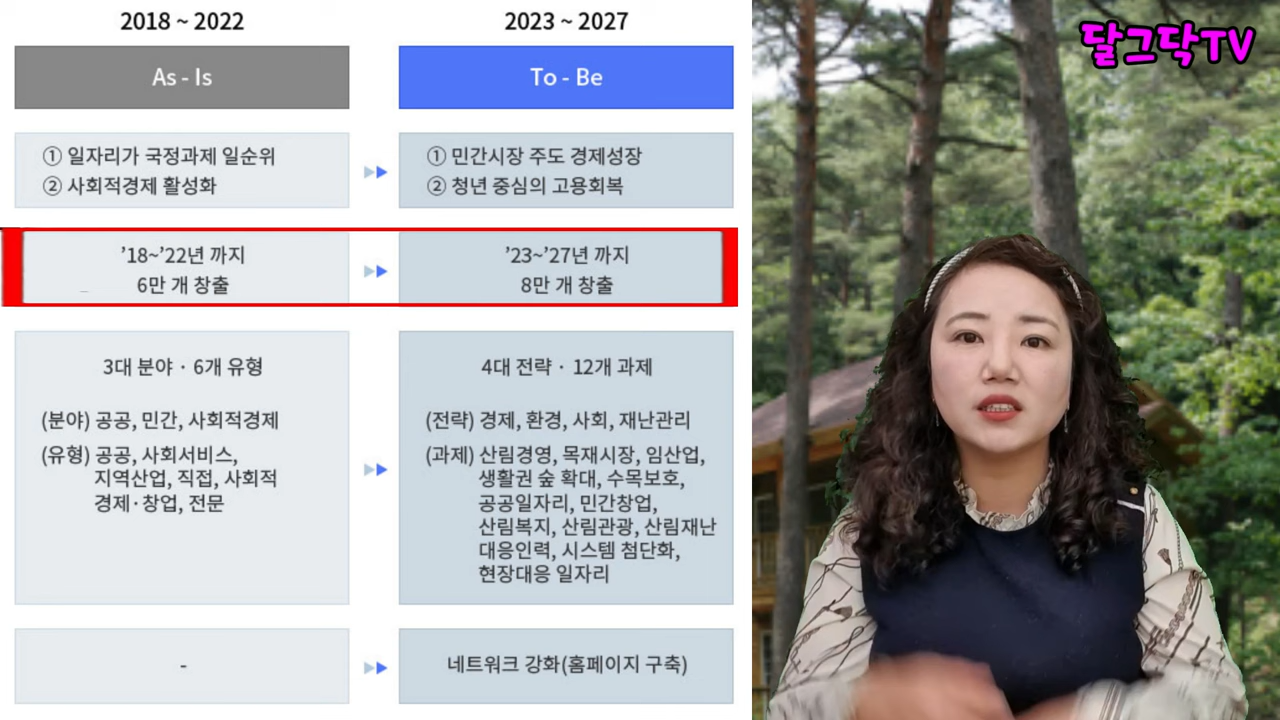 2018 ~ 2022
2023 ~ 2027
달그닥TV
As - Is
To - Be
① 일자리가 국정과제 일순위
② 사회적경제 활성화
① 민간시장 주도 경제성장
② 청년 중심의 고용회복
’18~’22년 까지
6만 개 창출
’23~’27년 까지
8만 개 창출
3대 분야 · 6개 유형
(분야) 공공, 민간, 사회적경제
(유형) 공공, 사회서비스,
지역산업, 직접, 사회적
경제·창업, 전문
4대 전략 · 12개 과제
(전략) 경제, 환경, 사회, 재난관리
(과제) 산림경영, 목재시장, 임산업,
생활권 숲 확대, 수목보호,
공공일자리, 민간창업,
산림복지, 산림관광, 산림재난
대응인력, 시스템 첨단화,
현장대응 일자리
-
네트워크 강화(홈페이지 구축)